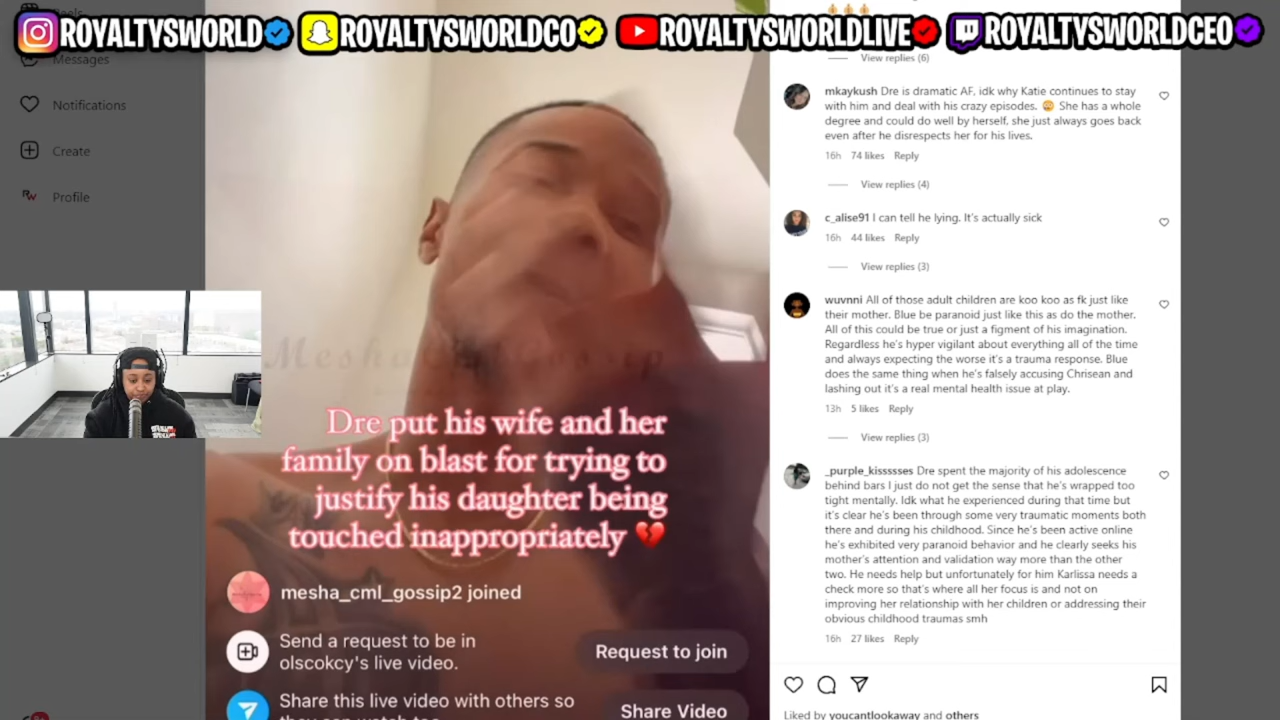 ROYALTYSWORLD
ROYALTYSWORLDCO
ROYALTYSWORLDLIVE
ROYALTYSWORLDCEO
Messages
Notifications
Create
Profile
Dre put his wife and her
family on blast for trying to
justify his daughter being
touched inappropriately 💔
mesha_cml_gossip2 joined
Send a request to be in
olscokcy's live video.
Request to join
Share this live video with others so
Share Video
View replies (6)
mkaykush Dre is dramatic AF, idk why Katie continues to stay
with him and deal with his crazy episodes. 😩 She has a whole
degree and could do well by herself, she just always goes back
even after he disrespects her for his lives.
16h 74 likes Reply
View replies (4)
c_alise91 I can tell he lying. It's actually sick
16h 44 likes Reply
View replies (3)
wuvnni All of those adult children are koo koo as fk just like
their mother. Blue be paranoid just like this as do the mother.
All of this could be true or just a figment of his imagination.
Regardless he's hyper vigilant about everything all of the time
and always expecting the worse it's a trauma response. Blue
does the same thing when he's falsely accusing Chrisean and
lashing out it's a real mental health issue at play.
13h 5 likes Reply
View replies (3)
_purple_kissssses Dre spent the majority of his adolescence
behind bars I just do not get the sense that he's wrapped too
tight mentally. Idk what he experienced during that time but
it's clear he's been through some very traumatic moments both
there and during his childhood. Since he's been active online
he's exhibited very paranoid behavior and he clearly seeks his
mother's attention and validation way more than the other
two. He needs help but unfortunately for him Karlissa needs a
check more so that's where all her focus is and not on
improving her relationship with her children or addressing their
obvious childhood traumas smh
16h 27 likes Reply
Liked by youcantlookaway and others